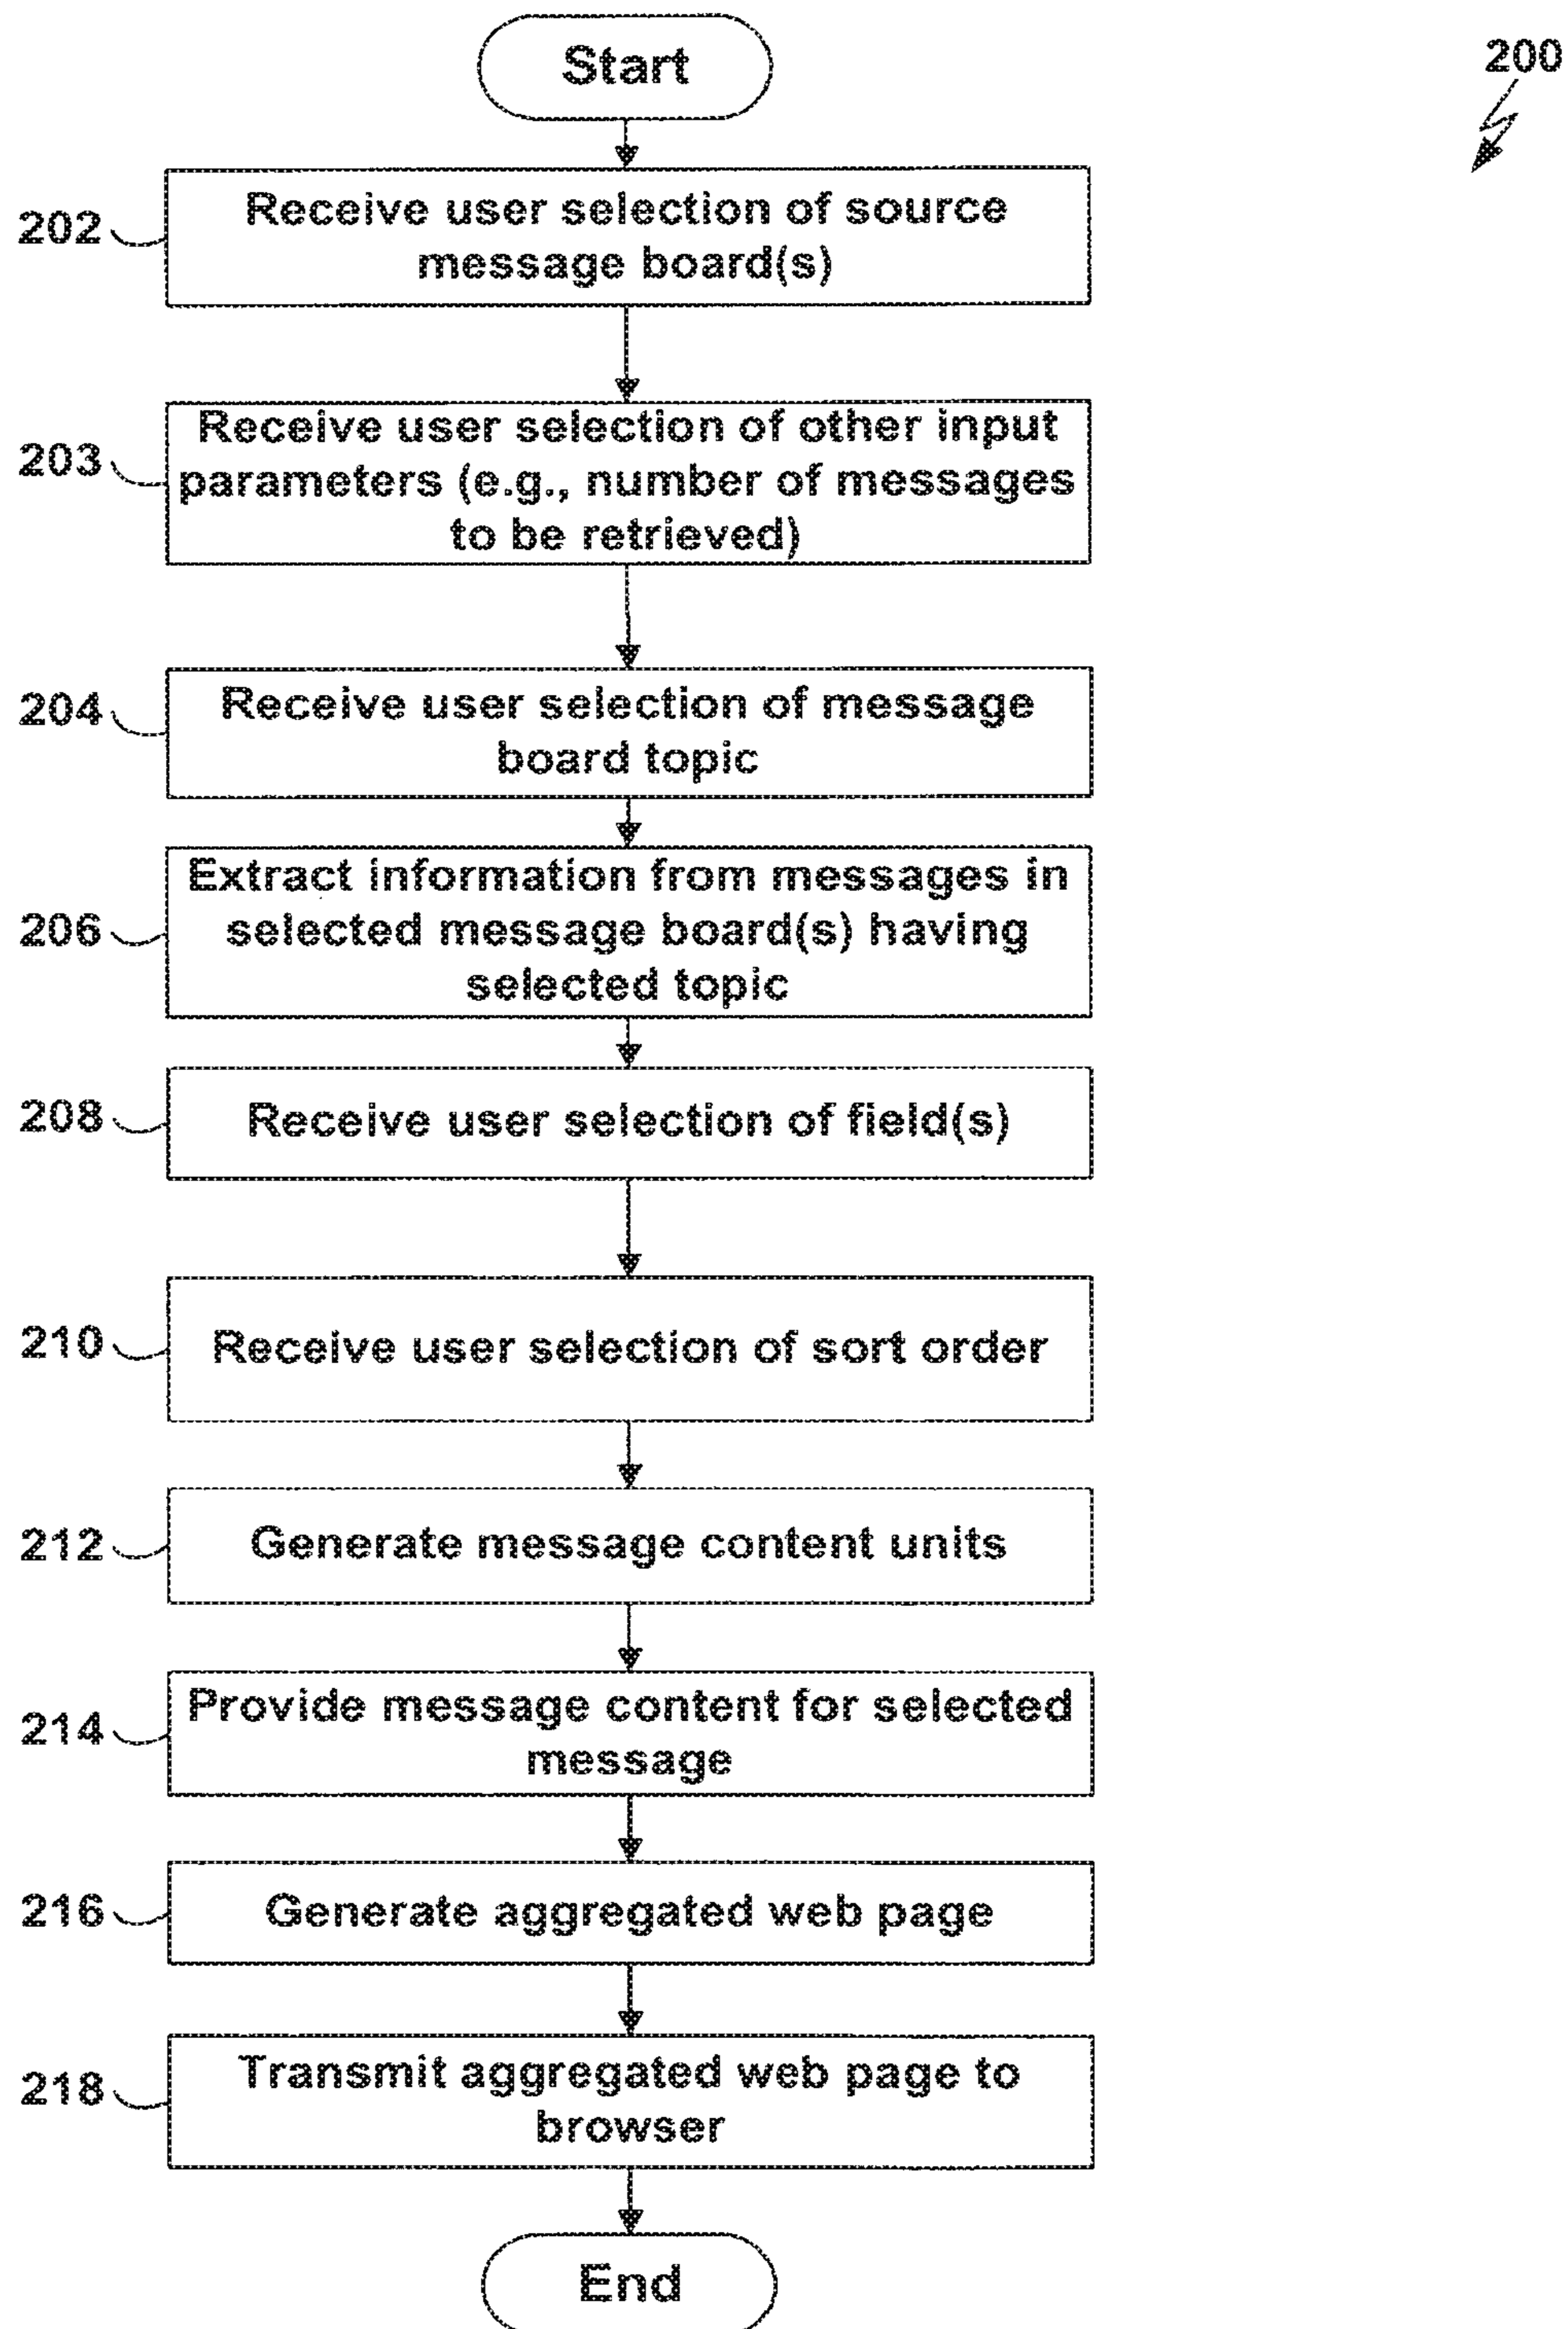 Start
200
202
Receive user selection of source
message board(s)
203
Receive user selection of other input
parameters (e.g., number of messages
to be retrieved)
204
Receive user selection of message
board topic
206
Extract information from messages in
selected message board(s) having
selected topic
208
Receive user selection of field(s)
210
Receive user selection of sort order
212
Generate message content units
214
Provide message content for selected
message
216
Generate aggregated web page
218
Transmit aggregated web page to
browser
End